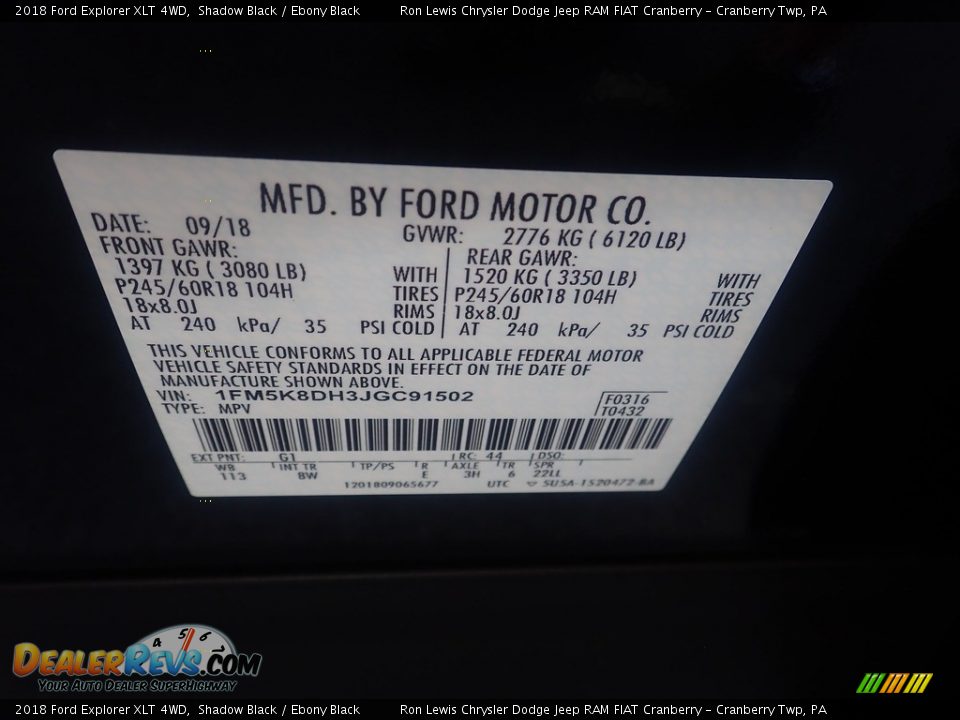 2018 Ford Explorer XLT 4WD, Shadow Black / Ebony Black Ron Lewis Chrysler Dodge Jeep RAM FIAT Cranberry - Cranberry Twp, PA
MFD. BY FORD MOTOR CO.
DATE: 09/18 GVWR: 2776 KG ( 6120 LB)
FRONT GAWR: REAR GAWR:
1397 KG ( 3080 LB) WITH 1520 KG ( 3350 LB) WITH
P245/60R18 104H TIRES P245/60R18 104H TIRES
18x8.0J RIMS 18x8.0J RIMS
AT 240 kPa/ 35 PSI COLD AT 240 kPa/ 35 PSI COLD
THIS VEHICLE CONFORMS TO ALL APPLICABLE FEDERAL MOTOR
VEHICLE SAFETY STANDARDS IN EFFECT ON THE DATE OF
MANUFACTURE SHOWN ABOVE.
VIN: 1FM5K8DH3JGC91502 F0316
TYPE: MPV T0432
EXT PNT: G1 RC: 44 DSO:
WB INT TR TP/PS R AXLE TR SPR
113 8W E 3H 6 22LL
1201809065677 UTC ▽ SU5A-1520472-BA
4 5 6
DEALERREVS.COM
YOUR AUTO DEALER SUPERHIGHWAY
2018 Ford Explorer XLT 4WD, Shadow Black / Ebony Black Ron Lewis Chrysler Dodge Jeep RAM FIAT Cranberry - Cranberry Twp, PA